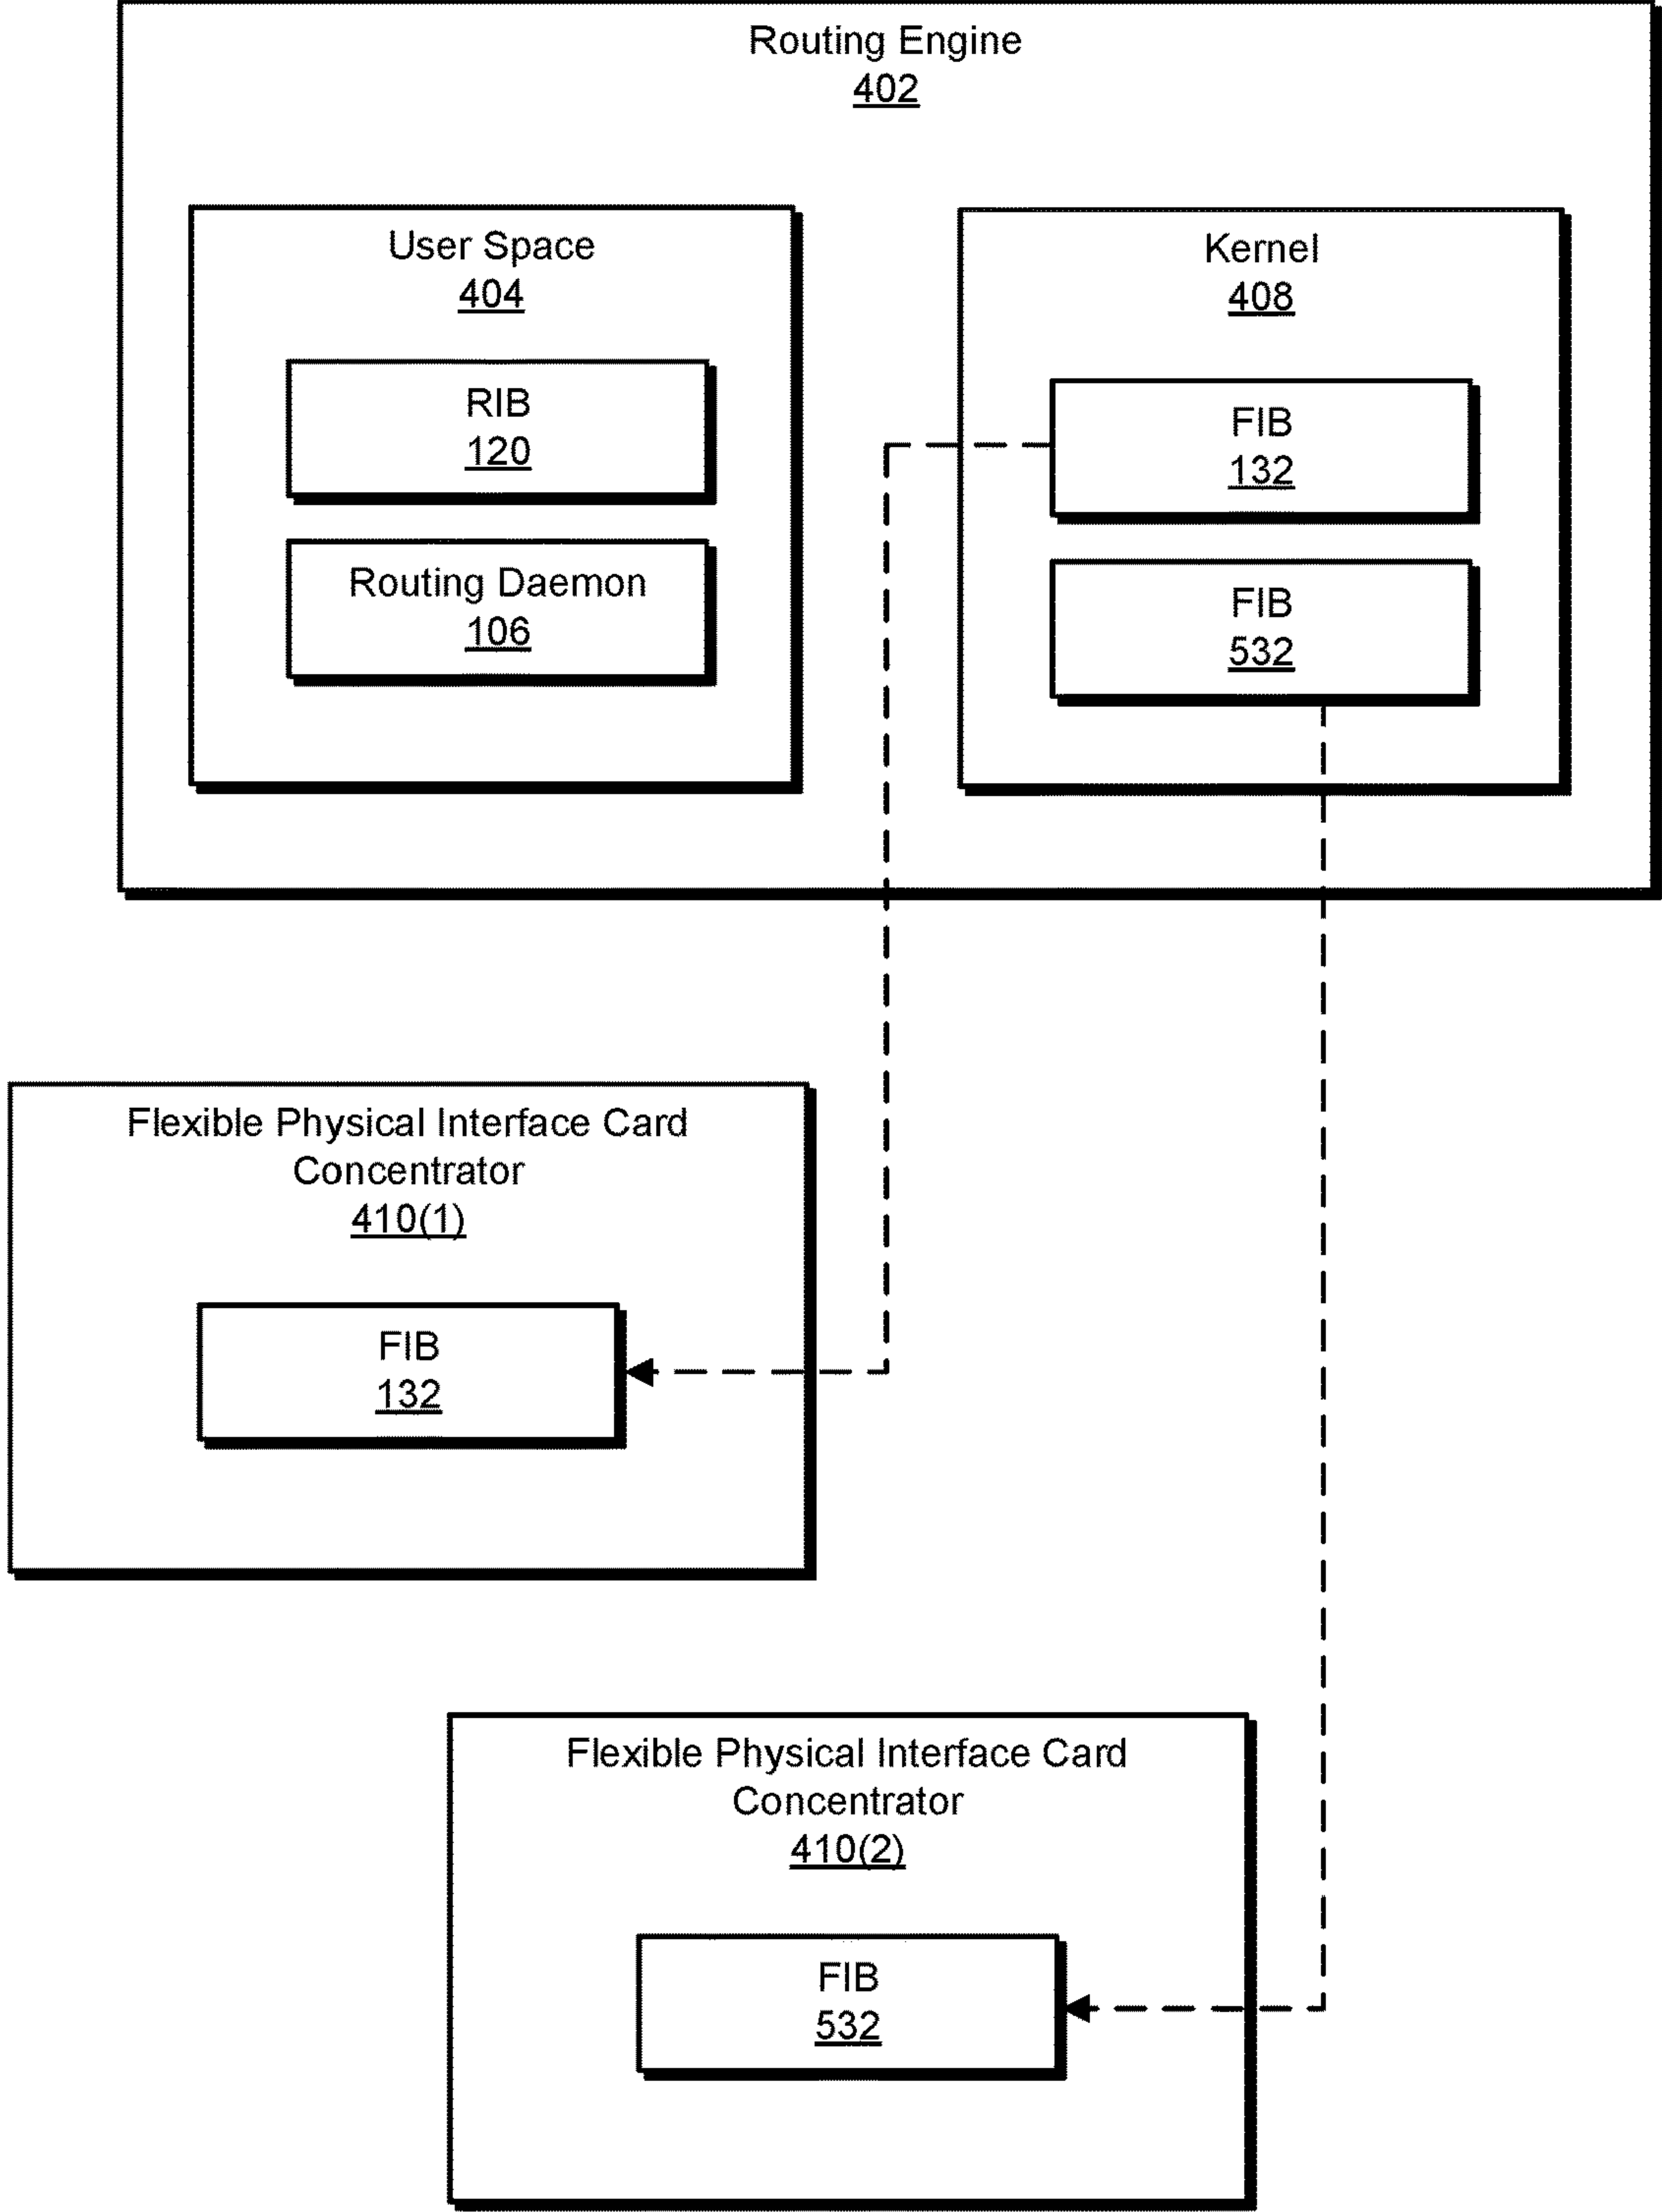 Routing Engine
402
User Space
404
RIB
120
Routing Daemon
106
Kernel
408
FIB
132
FIB
532
Flexible Physical Interface Card
Concentrator
410(1)
FIB
132
Flexible Physical Interface Card
Concentrator
410(2)
FIB
532